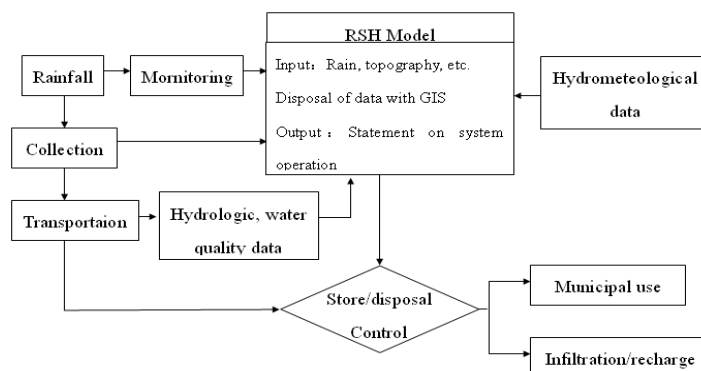 RSH Model
Rainfall
Mornitoring
Input：Rain, topography, etc.
Disposal of data with GIS
Output： Statement on system
operation
Hydrometeological
data
Collection
Transportaion
Hydrologic, water
quality data
Store/disposal
Control
Municipal use
Infiltration/recharge